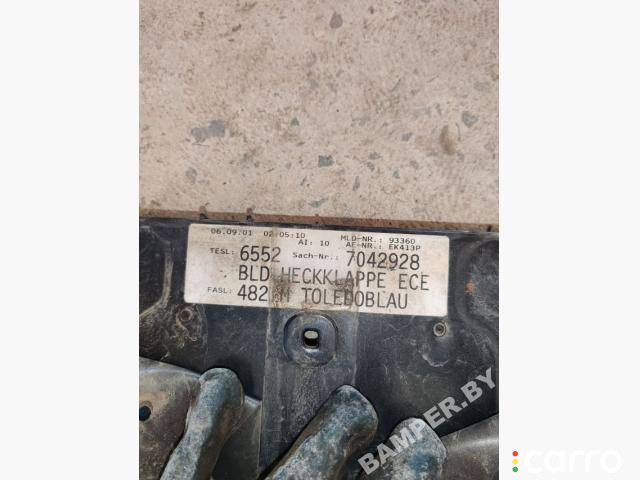 06.09.01 02:05:10 MLD-NR.: 93360
AI: 10 AE-NR.: EK413P
TESL: 6552 Sach-Nr.: 7042928
BLD HECKKLAPPE ECE
FASL: 482 M TOLEDOBLAU
BAMPER.BY
carro